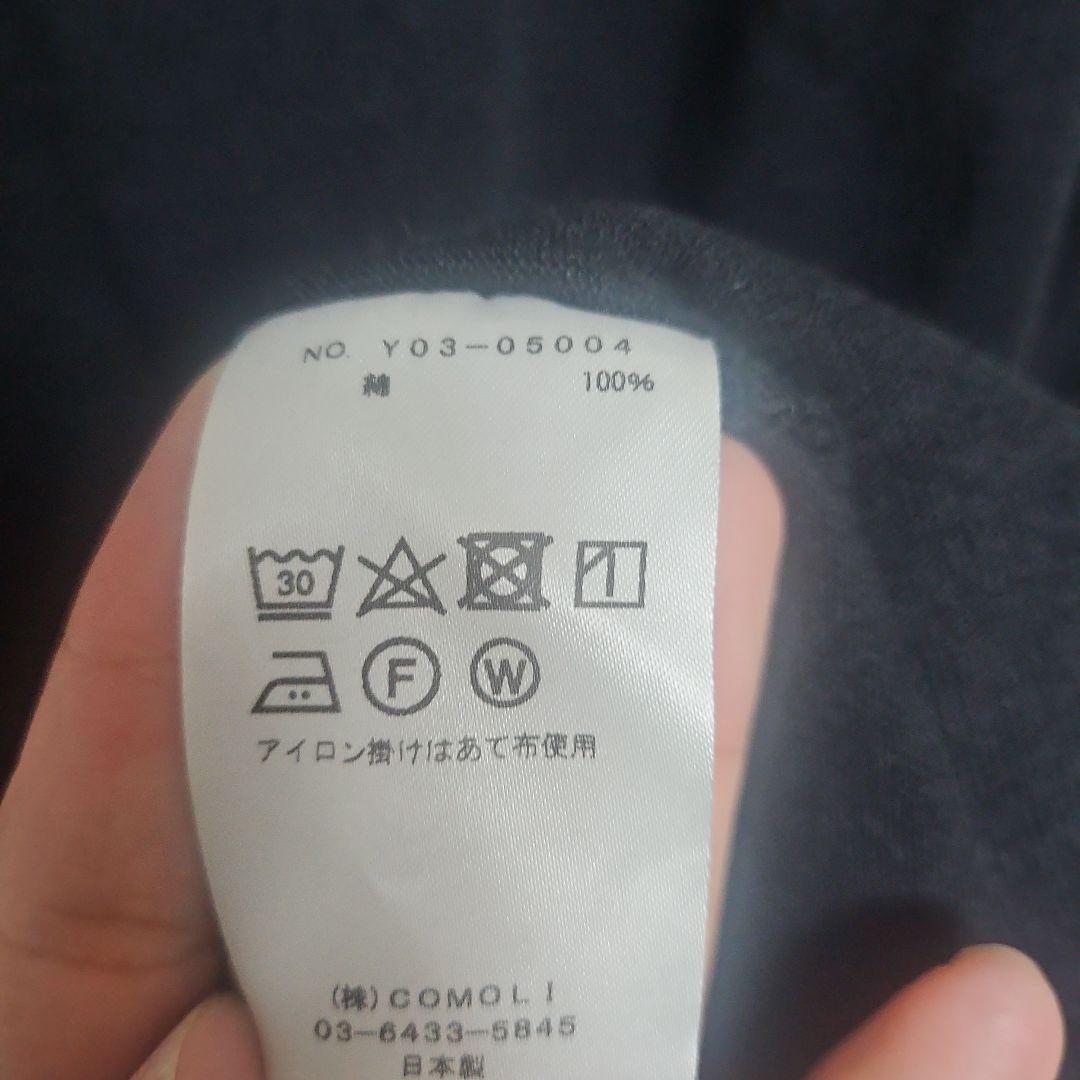 NO. Y03-05004
綿 100%
30
F W
アイロン掛けはあて布使用
(株)COMOLI
03-6433-5845
日本製